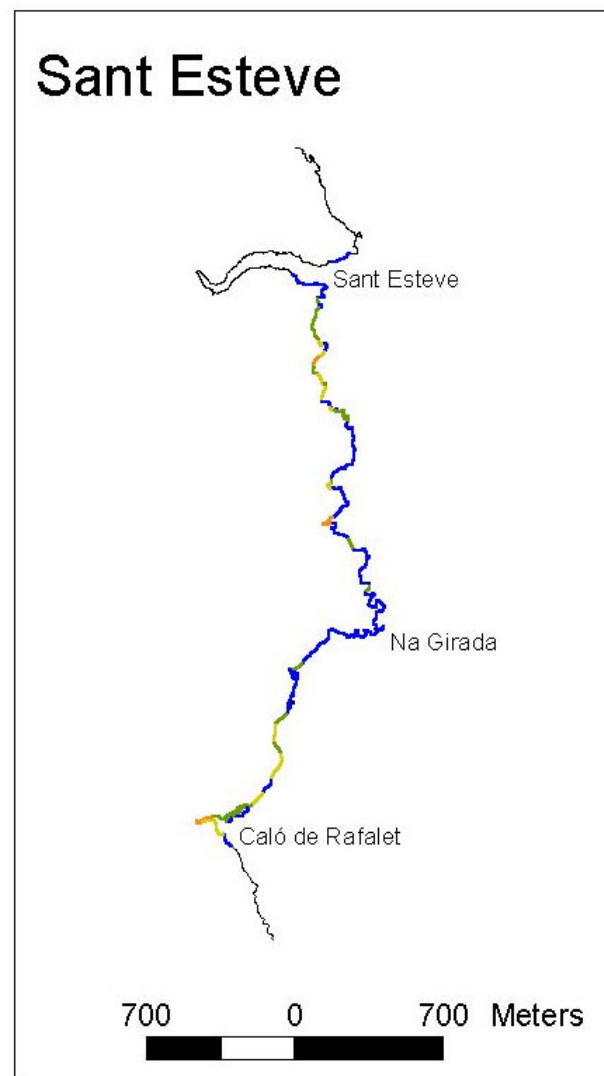 Sant Esteve
Sant Esteve
Na Girada
Caló de Rafalet
700 0 700 Meters